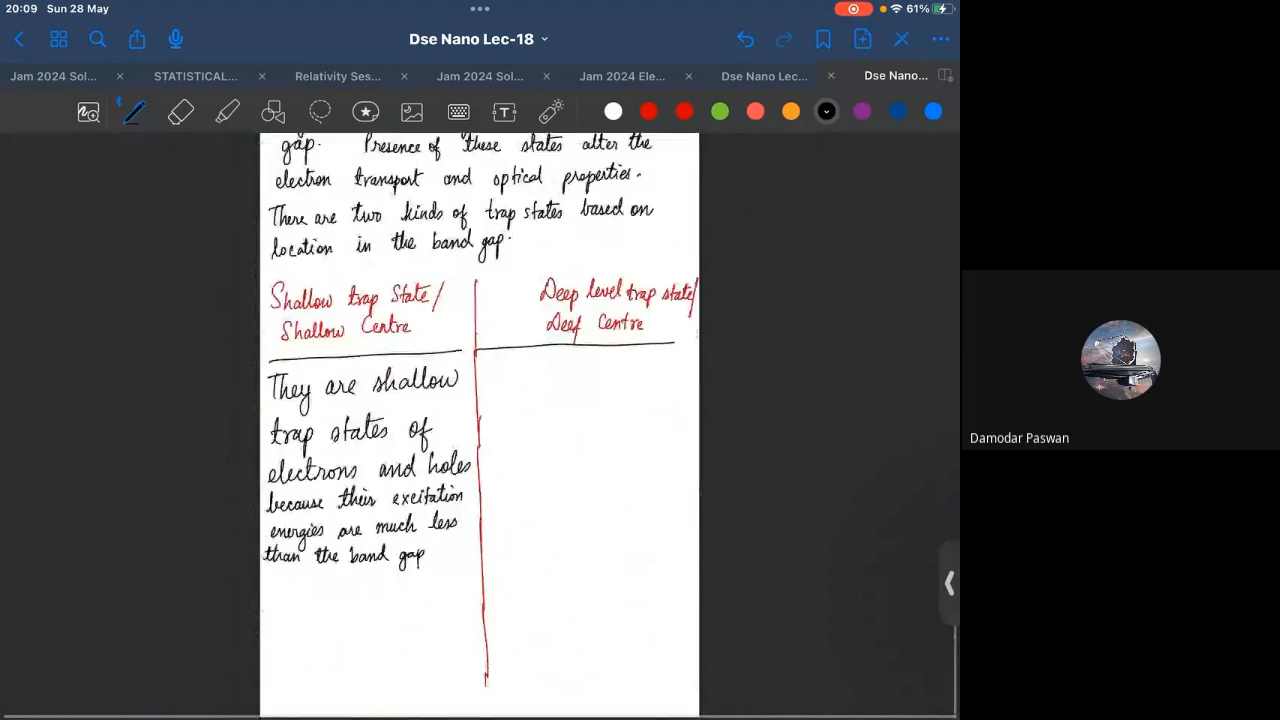 20:09 Sun 28 May
61%
Dse Nano Lec-18
Jam 2024 Sol...
STATISTICAL...
Relativity Ses...
Jam 2024 Sol...
Jam 2024 Ele...
Dse Nano Lec...
Dse Nano...
gap. Presence of these states alter the
electron transport and optical properties.
There are two kinds of trap states based on
location in the band gap.
Shallow trap State/
Shallow Centre
Deep level trap state/
Deef Centre
They are shallow
trap states of
electrons and holes
because their excitation
energies are much less
than the band gap
Damodar Paswan